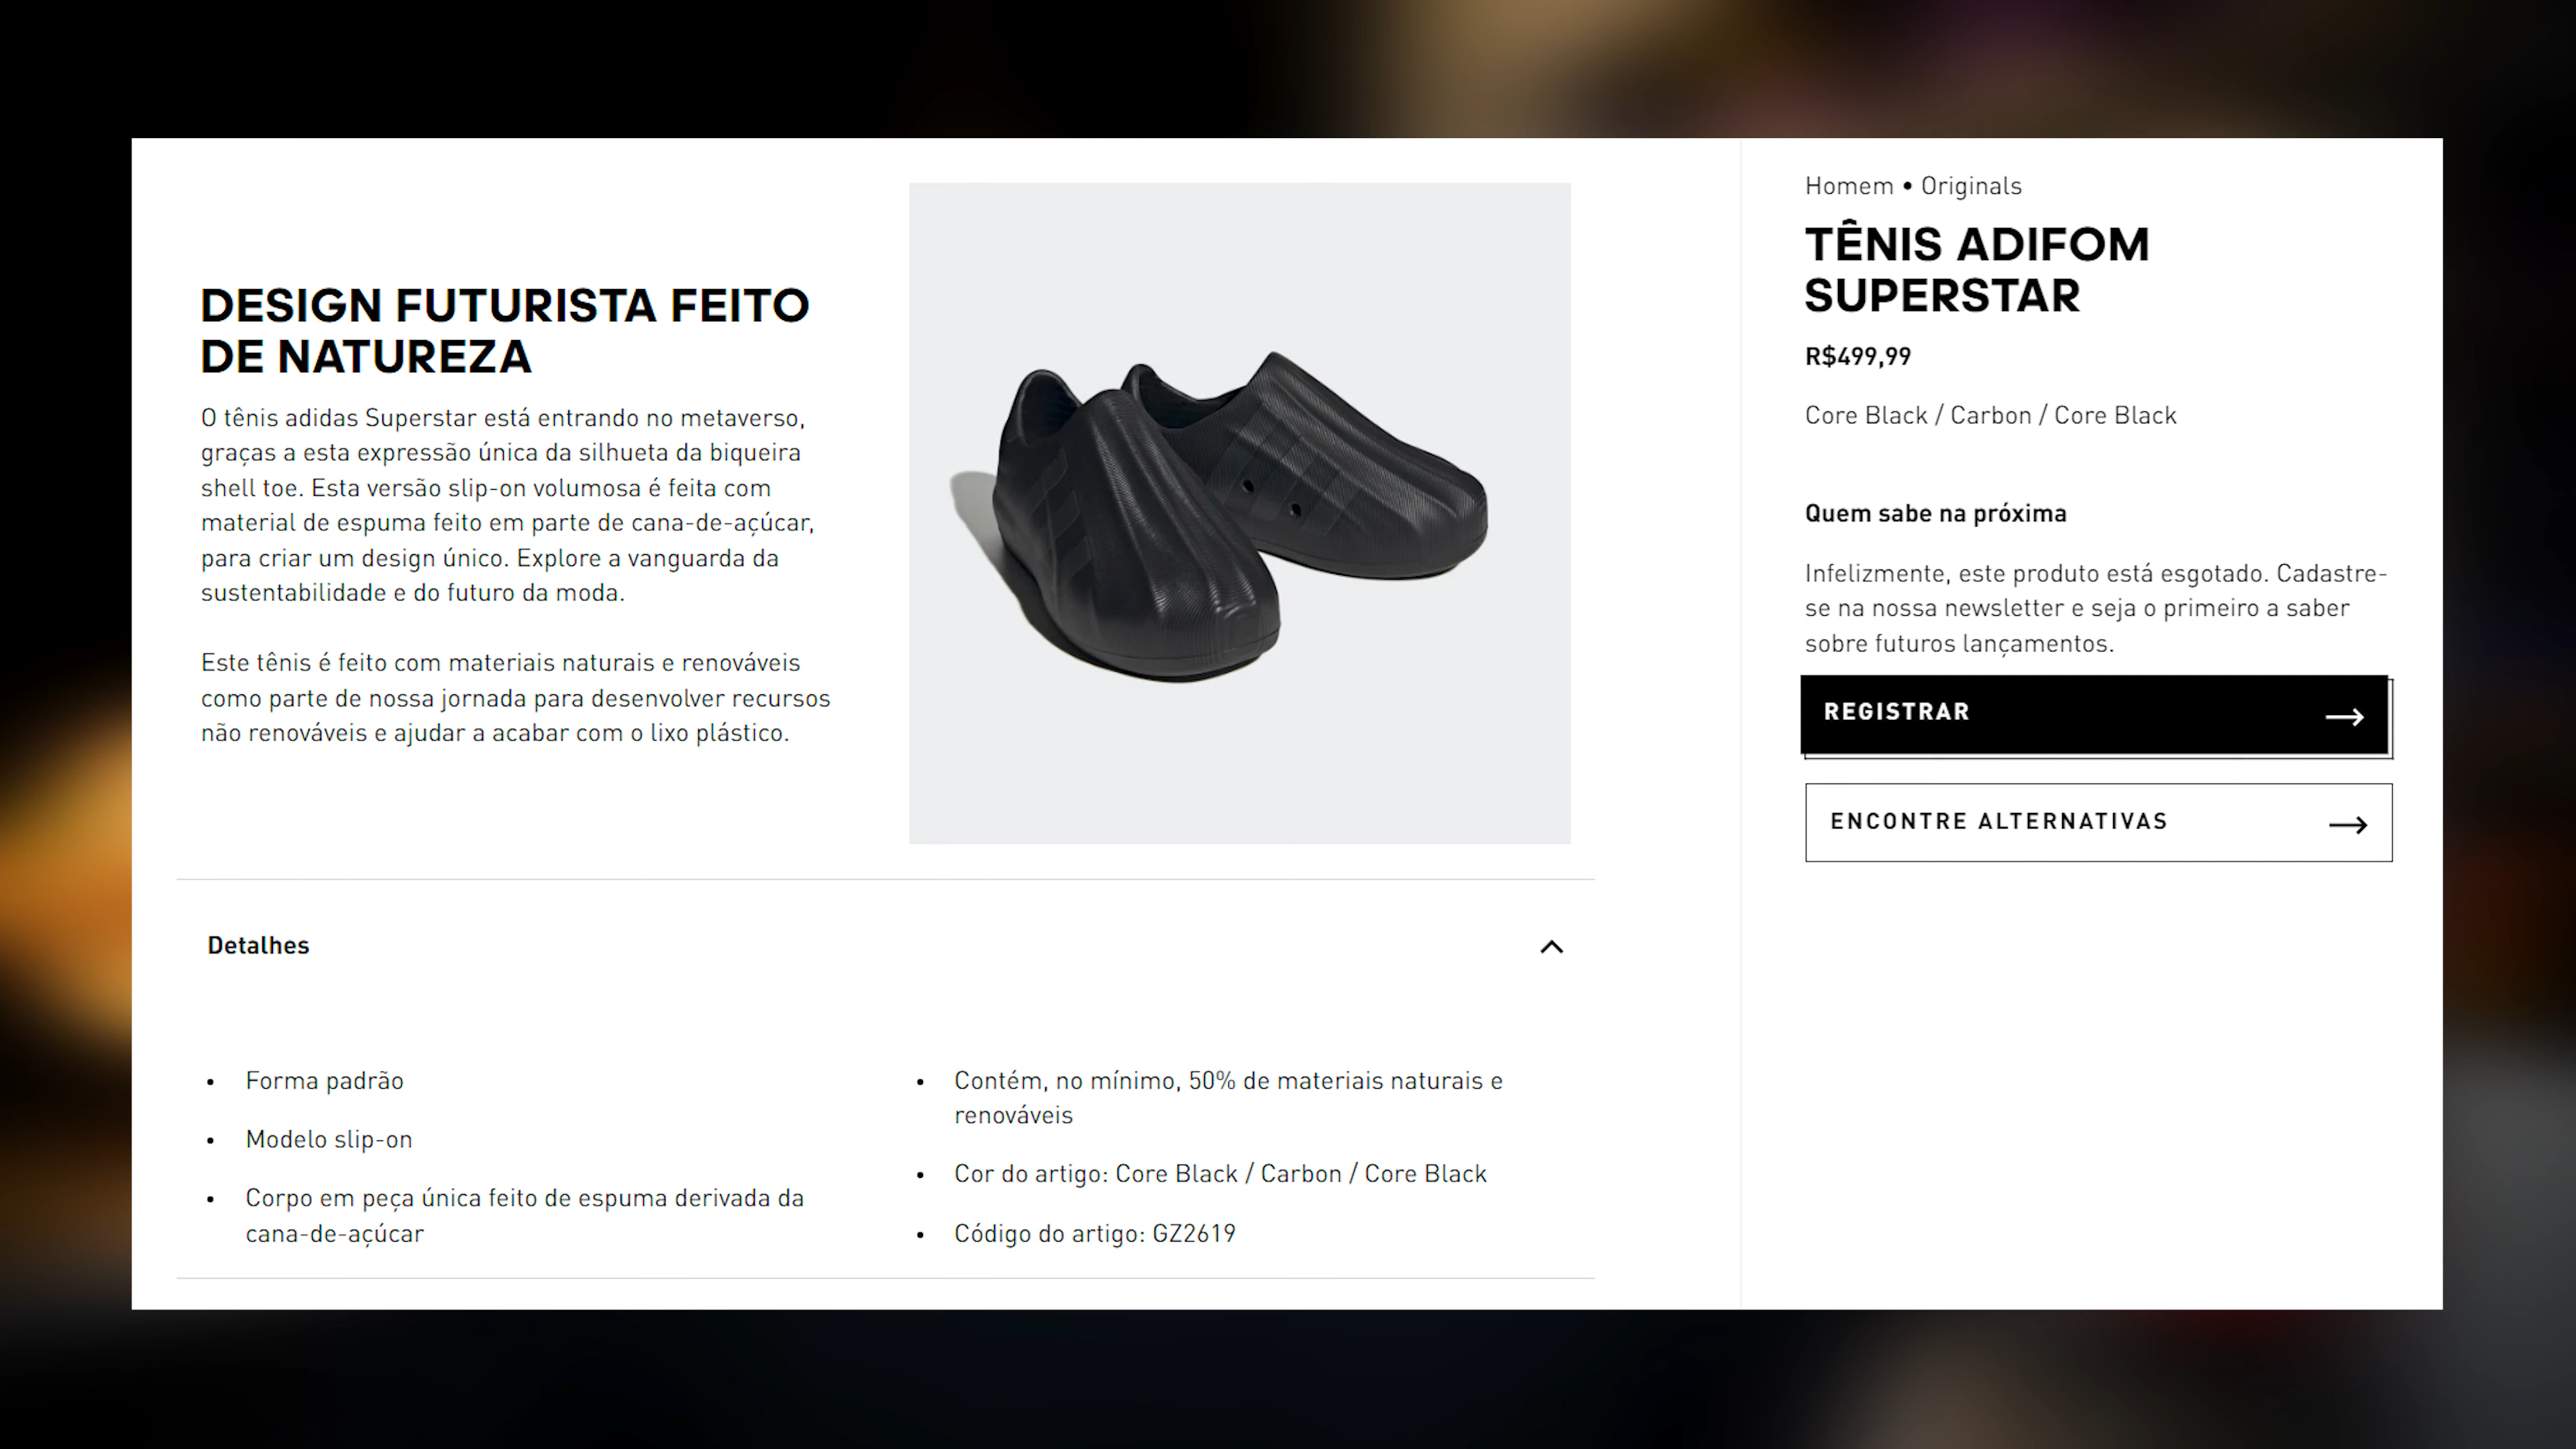 DESIGN FUTURISTA FEITO
DE NATUREZA
O tênis adidas Superstar está entrando no metaverso,
graças a esta expressão única da silhueta da biqueira
shell toe. Esta versão slip-on volumosa é feita com
material de espuma feito em parte de cana-de-açúcar,
para criar um design único. Explore a vanguarda da
sustentabilidade e do futuro da moda.
Este tênis é feito com materiais naturais e renováveis
como parte de nossa jornada para desenvolver recursos
não renováveis e ajudar a acabar com o lixo plástico.
Detalhes
• Forma padrão
• Modelo slip-on
• Corpo em peça única feito de espuma derivada da
cana-de-açúcar
• Contém, no mínimo, 50% de materiais naturais e
renováveis
• Cor do artigo: Core Black / Carbon / Core Black
• Código do artigo: GZ2619
Homem • Originals
TÊNIS ADIFOM
SUPERSTAR
R$499,99
Core Black / Carbon / Core Black
Quem sabe na próxima
Infelizmente, este produto está esgotado. Cadastre-
se na nossa newsletter e seja o primeiro a saber
sobre futuros lançamentos.
REGISTRAR
ENCONTRE ALTERNATIVAS